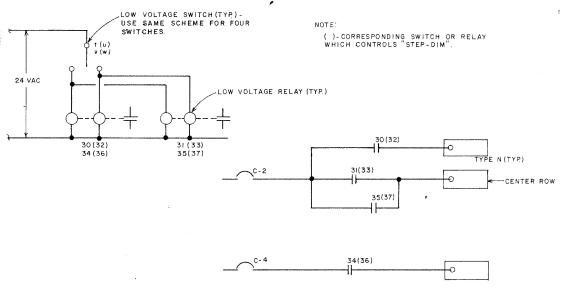 LOW VOLTAGE SWITCH (TYP.) -
USE SAME SCHEME FOR FOUR
SWITCHES.
NOTE:
( )-CORRESPONDING SWITCH OR RELAY
WHICH CONTROLS "STEP-DIM".
t (u)
v (w)
24 VAC
LOW VOLTAGE RELAY (TYP.)
30 (32)
34 (36)
31 (33)
35 (37)
30(32)
TYPE N (TYP.)
C-2
31(33)
CENTER ROW
35(37)
C-4
34(36)